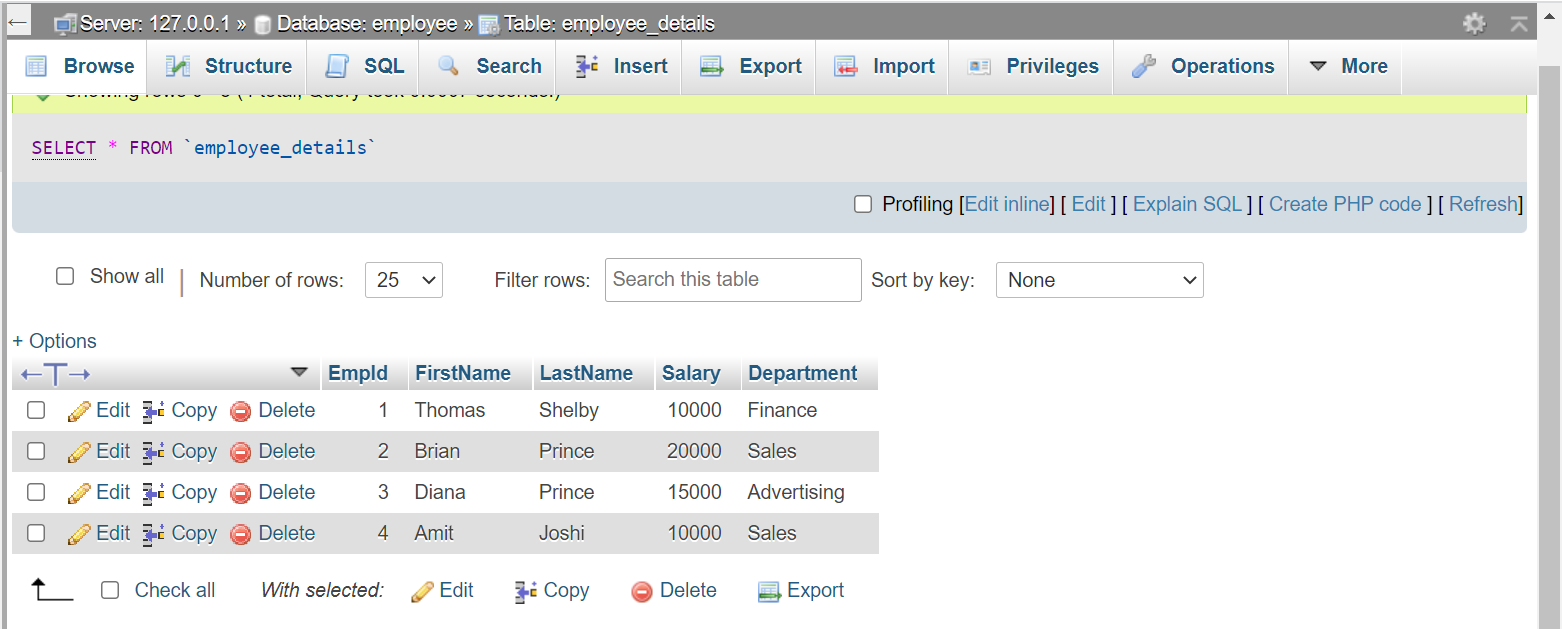 ← Server: 127.0.0.1 » Database: employee » Table: employee_details
Browse Structure SQL Search Insert Export Import Privileges Operations More
SELECT * FROM `employee_details`
Profiling [Edit inline] [ Edit ] [ Explain SQL ] [ Create PHP code ] [ Refresh]
Show all | Number of rows: 25 Filter rows: Search this table Sort by key: None
+ Options
←T→ EmpId FirstName LastName Salary Department
Edit Copy Delete 1 Thomas Shelby 10000 Finance
Edit Copy Delete 2 Brian Prince 20000 Sales
Edit Copy Delete 3 Diana Prince 15000 Advertising
Edit Copy Delete 4 Amit Joshi 10000 Sales
Check all With selected: Edit Copy Delete Export